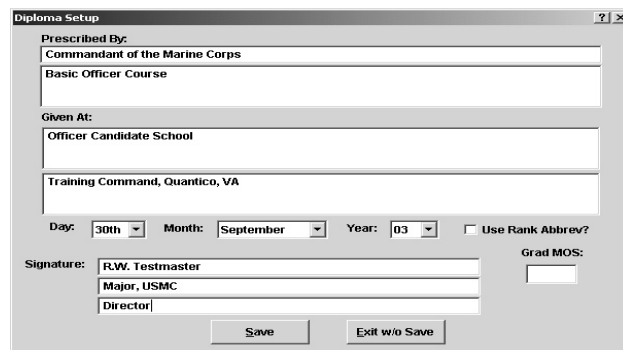 Diploma Setup
Prescribed By:
Commandant of the Marine Corps
Basic Officer Course
Given At:
Officer Candidate School
Training Command, Quantico, VA
Day: 30th Month: September Year: 03 Use Rank Abbrev?
Grad MOS:
Signature: R.W. Testmaster
Major, USMC
Director
Save Exit w/o Save